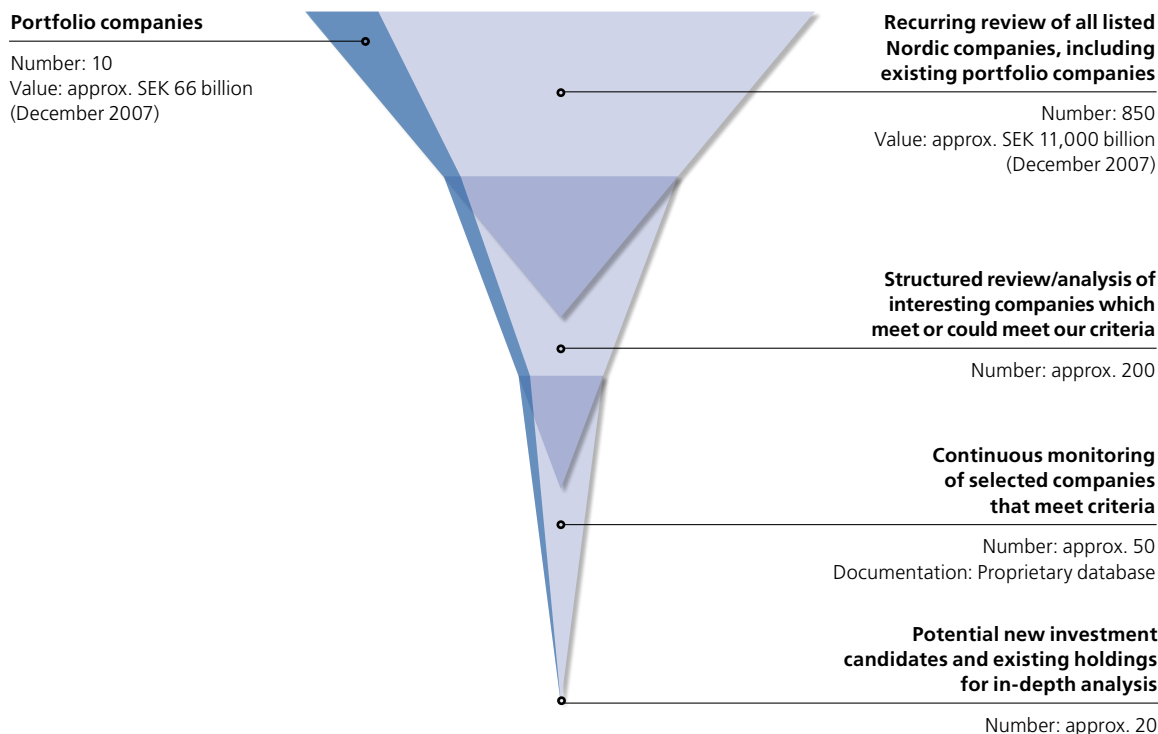 Portfolio companies
Number: 10
Value: approx. SEK 66 billion
(December 2007)
Recurring review of all listed
Nordic companies, including
existing portfolio companies
Number: 850
Value: approx. SEK 11,000 billion
(December 2007)
Structured review/analysis of
interesting companies which
meet or could meet our criteria
Number: approx. 200
Continuous monitoring
of selected companies
that meet criteria
Number: approx. 50
Documentation: Proprietary database
Potential new investment
candidates and existing holdings
for in-depth analysis
Number: approx. 20